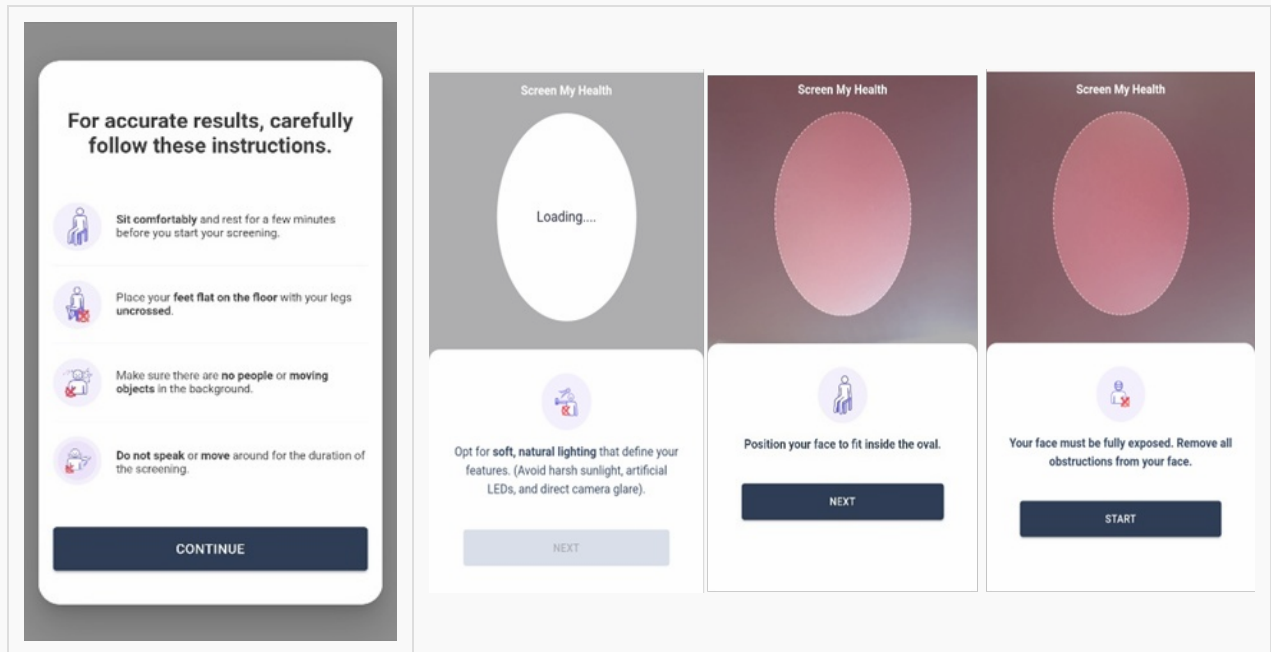 For accurate results, carefully
follow these instructions.
Sit comfortably and rest for a few minutes
before you start your screening.
Place your feet flat on the floor with your legs
uncrossed.
Make sure there are no people or moving
objects in the background.
Do not speak or move around for the duration of
the screening.
CONTINUE
Screen My Health
Loading....
Opt for soft, natural lighting that define your
features. (Avoid harsh sunlight, artificial
LEDs, and direct camera glare).
NEXT
Screen My Health
Position your face to fit inside the oval.
NEXT
Screen My Health
Your face must be fully exposed. Remove all
obstructions from your face.
START